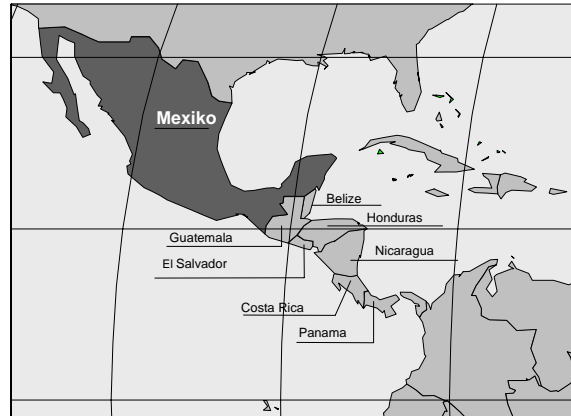 Mexiko
Belize
Honduras
Guatemala
Nicaragua
El Salvador
Costa Rica
Panama